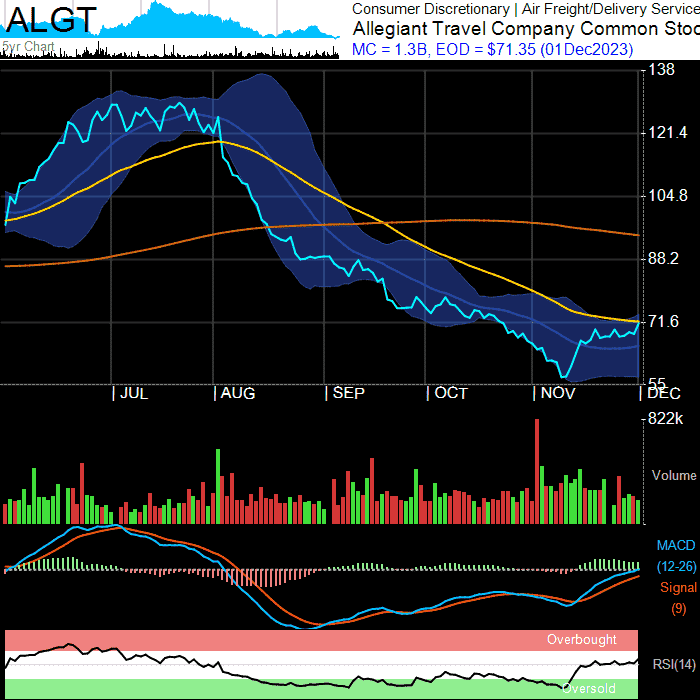 ALGT
5yr Chart
Consumer Discretionary | Air Freight/Delivery Service
Allegiant Travel Company Common Stoc
MC = 1.3B, EOD = $71.35 (01Dec2023)
138
121.4
104.8
88.2
71.6
55
JUL AUG SEP OCT NOV DEC
822k
Volume
MACD
(12-26)
Signal
(9)
Overbought
RSI(14)
Oversold